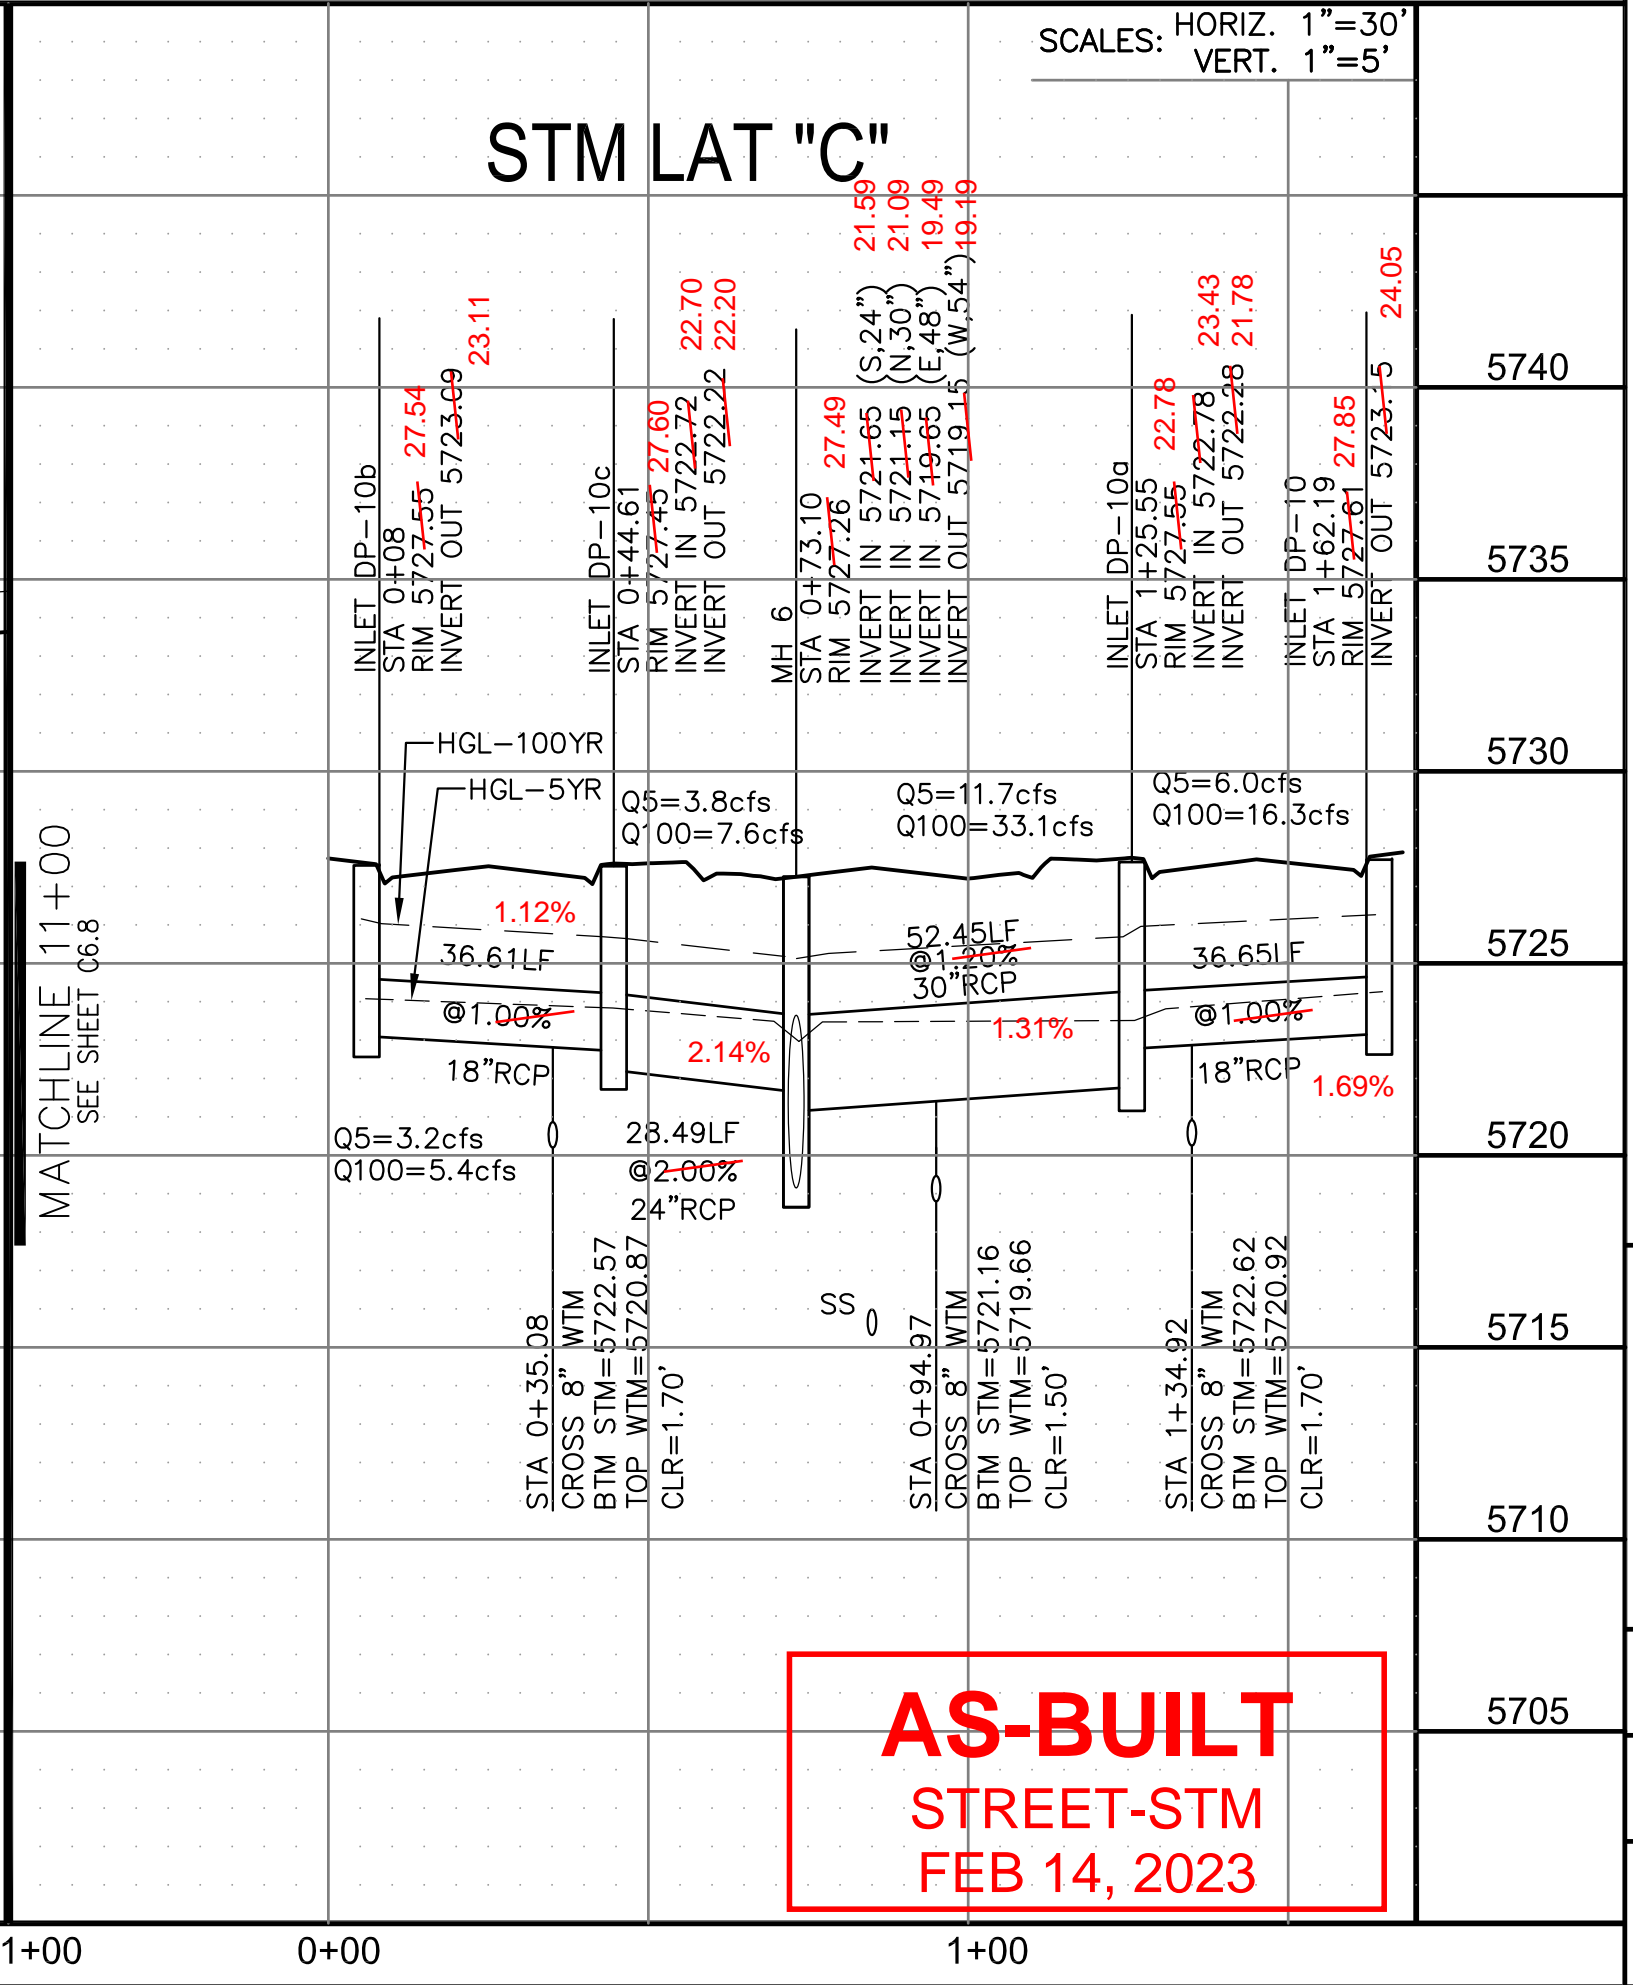 SCALES: HORIZ. 1"=30'
VERT. 1"=5'
STM LAT "C"
INLET DP-10b
STA 0+08
RIM 5727.55 27.54
INVERT OUT 5723.09 23.11
INLET DP-10c
STA 0+44.61
RIM 5727.45 27.60
INVERT IN 5722.72 22.70
INVERT OUT 5722.22 22.20
MH 6
STA 0+73.10
RIM 5727.26 27.49
INVERT IN 5721.65 (S,24") 21.59
INVERT IN 5721.15 (N,30") 21.09
INVERT IN 5719.65 (E,48") 19.49
INVERT OUT 5719.15 (W,54") 19.19
INLET DP-10a
STA 1+25.55
RIM 5727.55 22.78
INVERT IN 5722.78 23.43
INVERT OUT 5722.28 21.78
INLET DP-10
STA 1+62.19
RIM 5727.61 27.85
INVERT OUT 5723.15 24.05
5740
5735
5730
5725
5720
5715
5710
5705
HGL-100YR
HGL-5YR
Q5=3.8cfs
Q100=7.6cfs
Q5=11.7cfs
Q100=33.1cfs
Q5=6.0cfs
Q100=16.3cfs
MATCHLINE 11+00
SEE SHEET C6.8
1.12%
36.61LF
@1.00%
18"RCP
2.14%
52.45LF
@1.20%
30"RCP
1.31%
36.65LF
@1.00%
18"RCP
1.69%
Q5=3.2cfs
Q100=5.4cfs
28.49LF
@2.00%
24"RCP
STA 0+35.08
CROSS 8" WTM
BTM STM=5722.57
TOP WTM=5720.87
CLR=1.70'
SS
STA 0+94.97
CROSS 8" WTM
BTM STM=5721.16
TOP WTM=5719.66
CLR=1.50'
STA 1+34.92
CROSS 8" WTM
BTM STM=5722.62
TOP WTM=5720.92
CLR=1.70'
AS-BUILT
STREET-STM
FEB 14, 2023
1+00
0+00
1+00